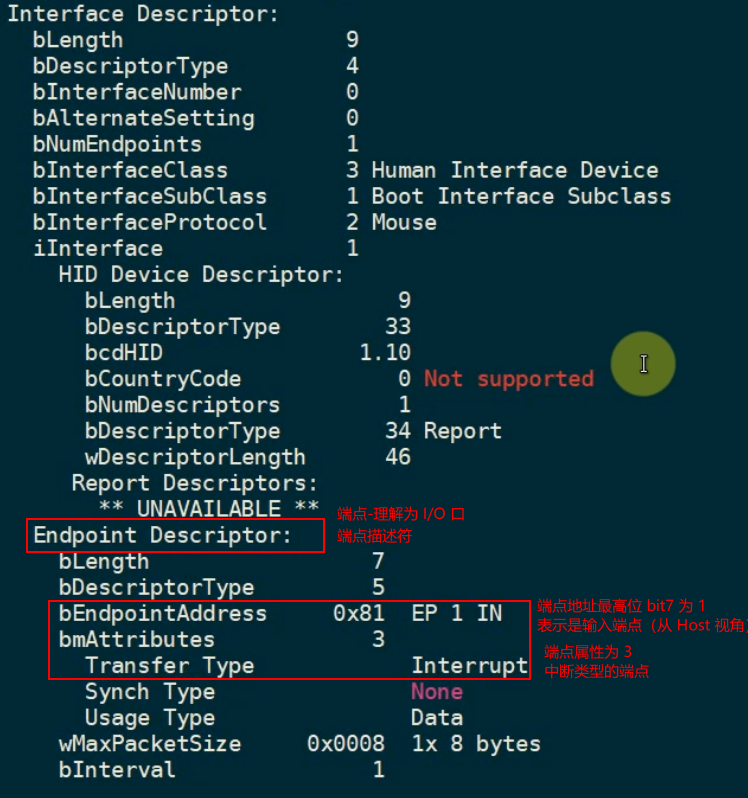 Interface Descriptor:
bLength 9
bDescriptorType 4
bInterfaceNumber 0
bAlternateSetting 0
bNumEndpoints 1
bInterfaceClass 3 Human Interface Device
bInterfaceSubClass 1 Boot Interface Subclass
bInterfaceProtocol 2 Mouse
iInterface 1
HID Device Descriptor:
bLength 9
bDescriptorType 33
bcdHID 1.10
bCountryCode 0 Not supported
bNumDescriptors 1
bDescriptorType 34 Report
wDescriptorLength 46
Report Descriptors:
** UNAVAILABLE **
端点-理解为 I/O 口
Endpoint Descriptor:
端点描述符
bLength 7
bDescriptorType 5
bEndpointAddress 0x81 EP 1 IN
端点地址最高位 bit7 为 1
表示是输入端点（从 Host 视角
bmAttributes 3
端点属性为 3
Transfer Type Interrupt
中断类型的端点
Synch Type None
Usage Type Data
wMaxPacketSize 0x0008 1x 8 bytes
bInterval 1